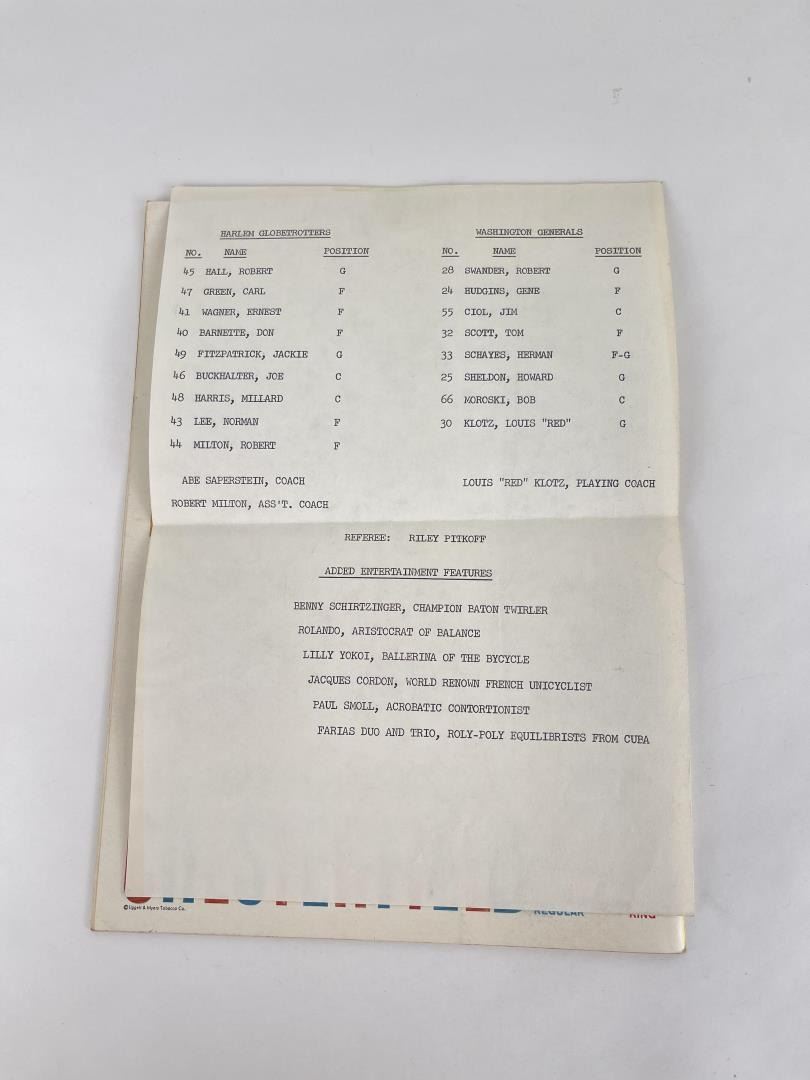 HARLEM GLOBETROTTERS WASHINGTON GENERALS
NO. NAME POSITION NO. NAME POSITION
45 HALL, ROBERT G 28 SWANDER, ROBERT G
47 GREEN, CARL F 24 HUDGINS, GENE F
41 WAGNER, ERNEST F 55 CIOL, JIM C
40 BARNETTE, DON F 32 SCOTT, TOM F
49 FITZPATRICK, JACKIE G 33 SCHAYES, HERMAN F-G
46 BUCKHALTER, JOE C 25 SHELDON, HOWARD G
48 HARRIS, MILLARD C 66 MOROSKI, BOB C
43 LEE, NORMAN F 30 KLOTZ, LOUIS "RED" G
44 MILTON, ROBERT F
ABE SAPERSTEIN, COACH LOUIS "RED" KLOTZ, PLAYING COACH
ROBERT MILTON, ASS'T. COACH
REFEREE: RILEY PITKOFF
ADDED ENTERTAINMENT FEATURES
BENNY SCHIRTZINGER, CHAMPION BATON TWIRLER
ROLANDO, ARISTOCRAT OF BALANCE
LILLY YOKOI, BALLERINA OF THE BYCYCLE
JACQUES CORDON, WORLD RENOWN FRENCH UNICYCLIST
PAUL SMOLL, ACROBATIC CONTORTIONIST
FARIAS DUO AND TRIO, ROLY-POLY EQUILIBRISTS FROM CUBA
©Liggett & Myers Tobacco Co. REGULAR KING